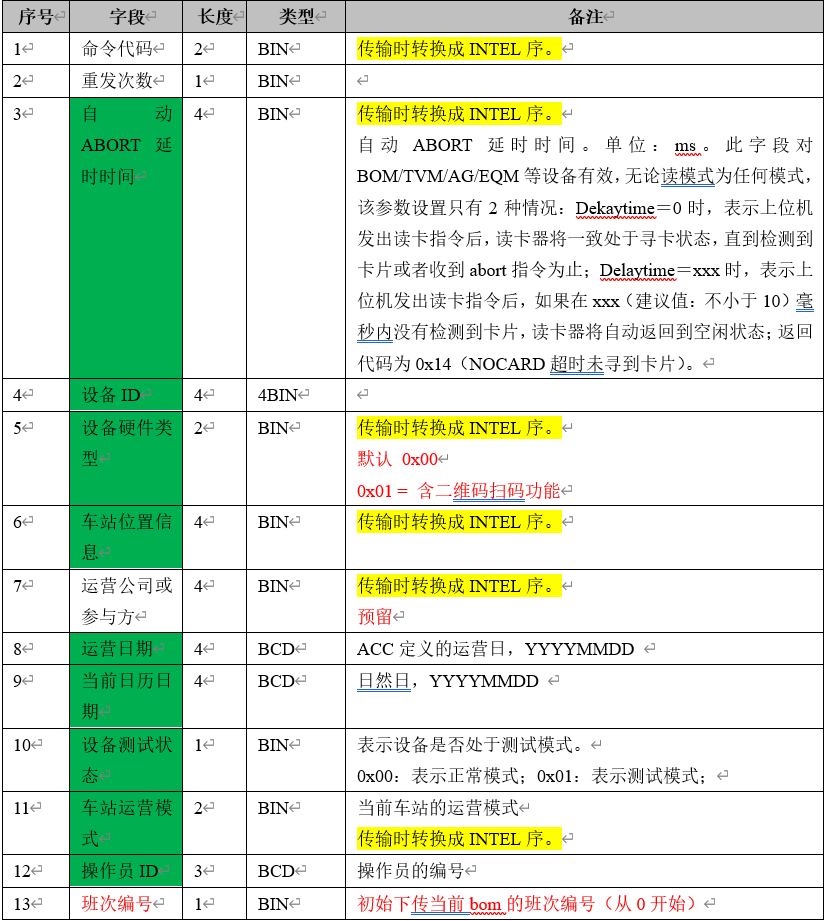 序号 字段 长度 类型 备注
1 命令代码 2 BIN 传输时转换成 INTEL 序。
2 重发次数 1 BIN
3 自动 4 BIN 传输时转换成 INTEL 序。
ABORT 延 自动 ABORT 延时时间。单位：ms。此字段对
时时间 BOM/TVM/AG/EQM 等设备有效，无论读模式为任何模式，
该参数设置只有 2 种情况：Dekaytime＝0 时，表示上位机
发出读卡指令后，读卡器将一致处于寻卡状态，直到检测到
卡片或者收到 abort 指令为止；Delaytime＝xxx 时，表示上
位机发出读卡指令后，如果在 xxx（建议值：不小于 10）毫
秒内没有检测到卡片，读卡器将自动返回到空闲状态；返回
代码为 0x14（NOCARD 超时未寻到卡片）。
4 设备 ID 4 4BIN
5 设备硬件类 2 BIN 传输时转换成 INTEL 序。
型 默认 0x00
0x01 = 含二维码扫码功能
6 车站位置信 4 BIN 传输时转换成 INTEL 序。
息
7 运营公司或 4 BIN 传输时转换成 INTEL 序。
参与方 预留
8 运营日期 4 BCD ACC 定义的运营日，YYYYMMDD
9 当前日历日 4 BCD 日然日，YYYYMMDD
期
10 设备测试状 1 BIN 表示设备是否处于测试模式。
态 0x00：表示正常模式；0x01：表示测试模式；
11 车站运营模 2 BIN 当前车站的运营模式
式 传输时转换成 INTEL 序。
12 操作员 ID 3 BCD 操作员的编号
13 班次编号 1 BIN 初始下传当前 bom 的班次编号（从 0 开始）